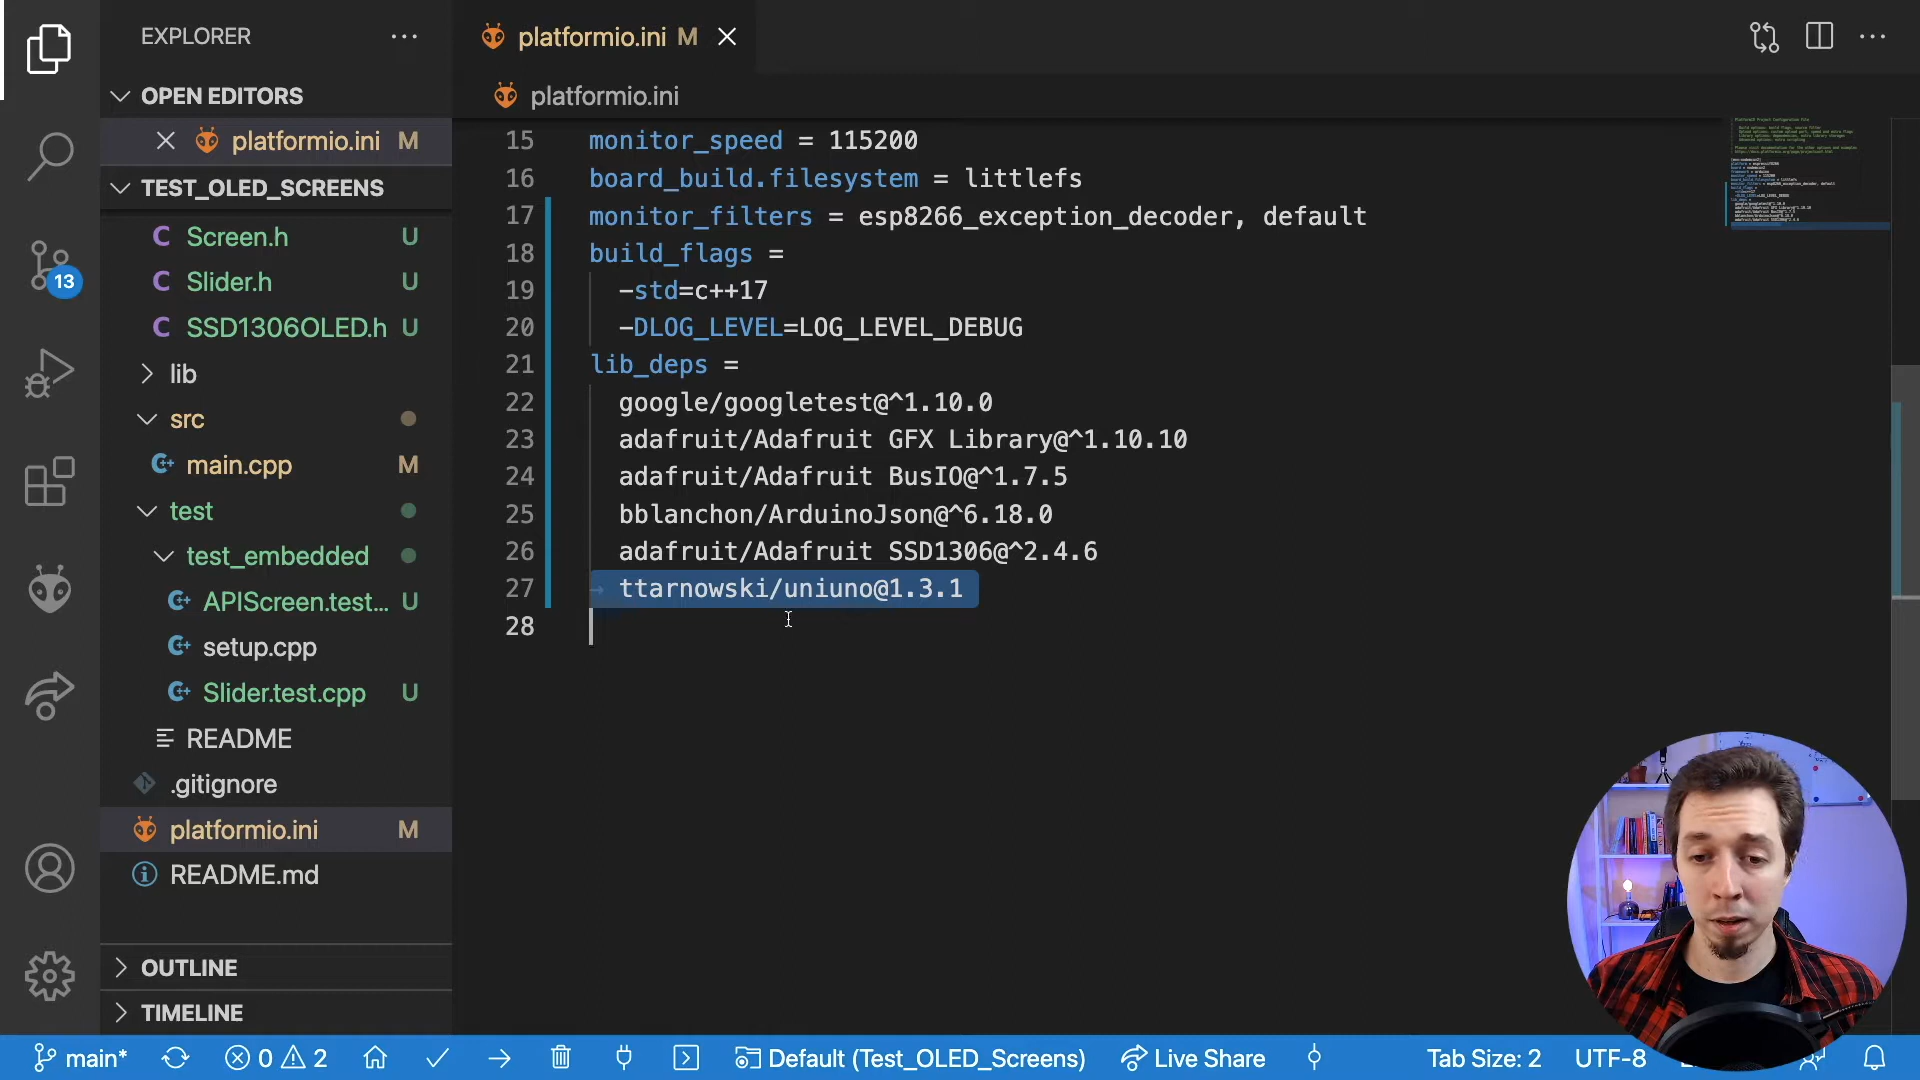 EXPLORER
OPEN EDITORS
platformio.ini M
TEST_OLED_SCREENS
Screen.h U
Slider.h U
SSD1306OLED.h U
lib
src
main.cpp M
test
test_embedded
APIScreen.test... U
setup.cpp
Slider.test.cpp U
README
.gitignore
platformio.ini M
README.md
OUTLINE
TIMELINE
13
platformio.ini M
platformio.ini
15 monitor_speed = 115200
16 board_build.filesystem = littlefs
17 monitor_filters = esp8266_exception_decoder, default
18 build_flags =
19 -std=c++17
20 -DLOG_LEVEL=LOG_LEVEL_DEBUG
21 lib_deps =
22 google/googletest@^1.10.0
23 adafruit/Adafruit GFX Library@^1.10.10
24 adafruit/Adafruit BusIO@^1.7.5
25 bblanchon/ArduinoJson@^6.18.0
26 adafruit/Adafruit SSD1306@^2.4.6
27 ttarnowski/uniuno@1.3.1
28
main* 0 2 Default (Test_OLED_Screens) Live Share Tab Size: 2 UTF-8